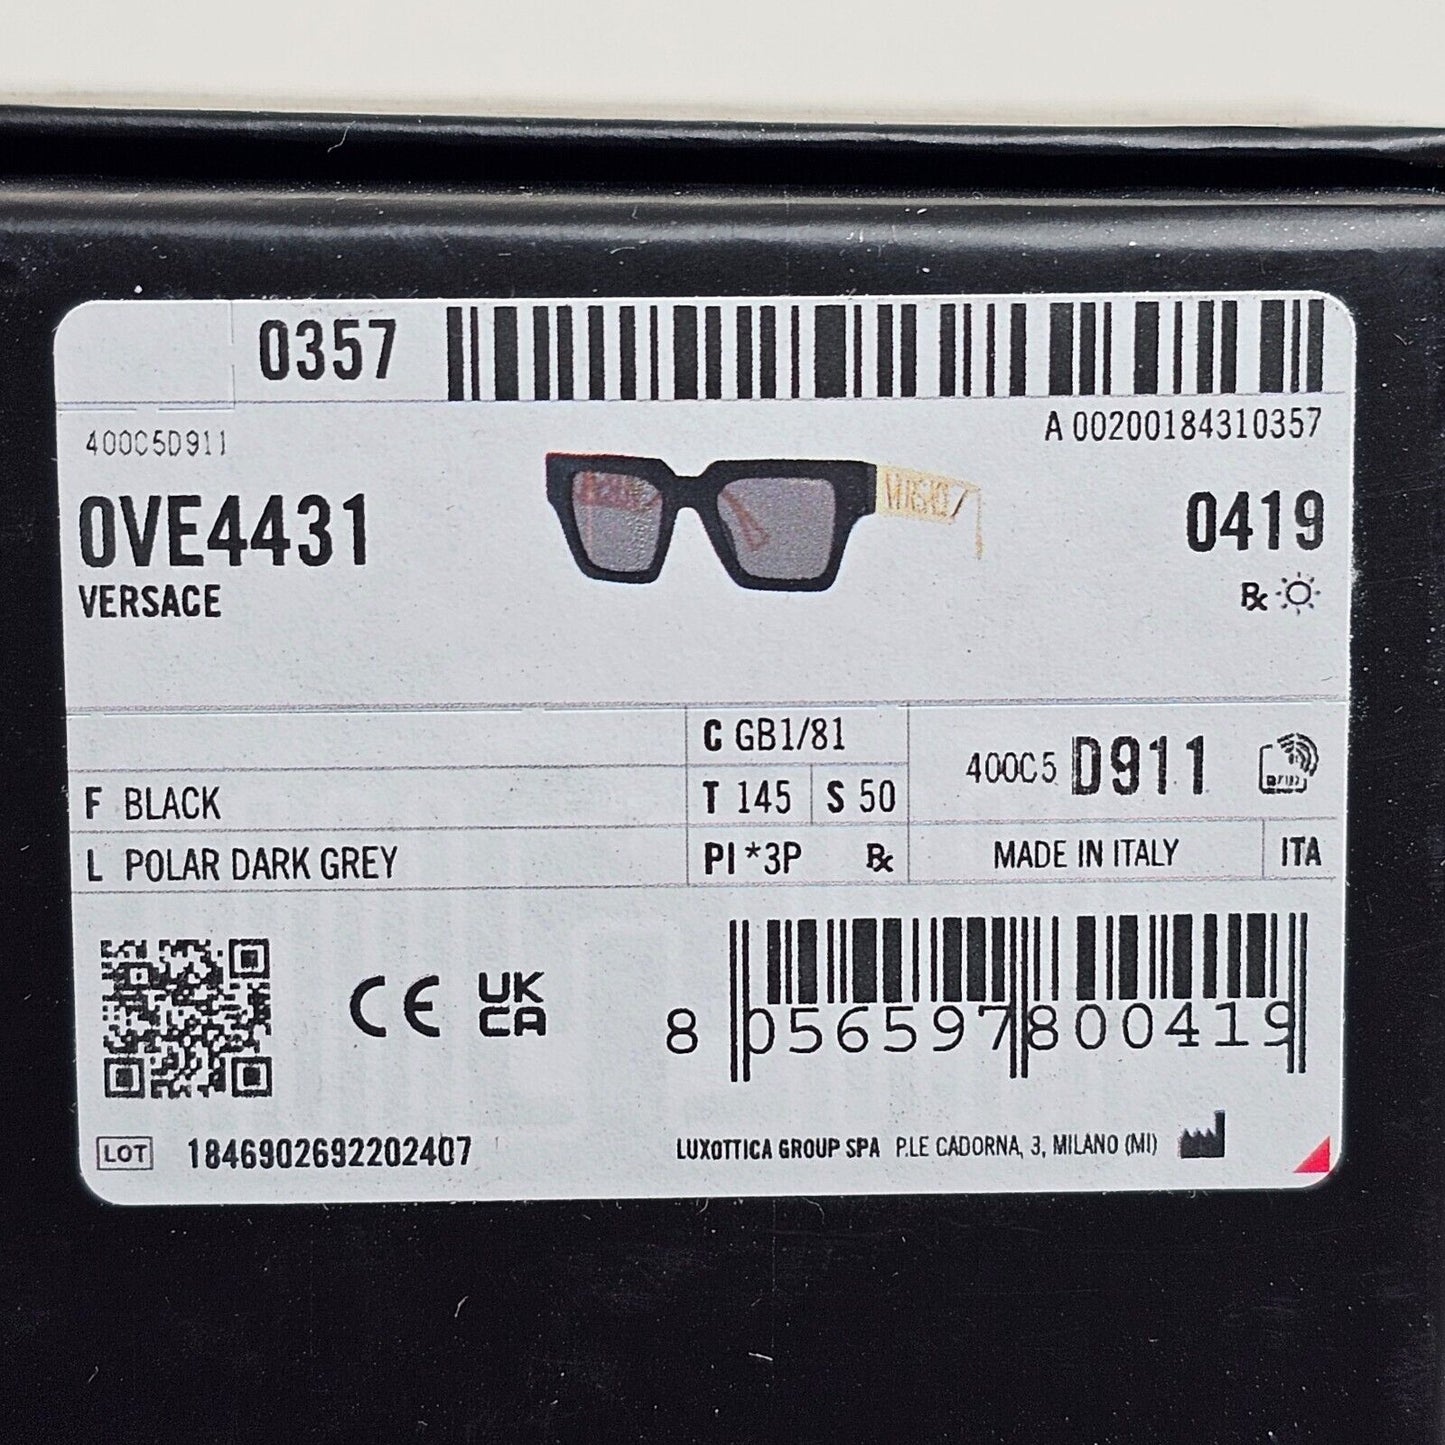 0357
A 00200184310357
400C5D911
0VE4431
0419
VERSACE
Rx
C GB1/81
400C5 D911
F BLACK
T 145 S 50
L POLAR DARK GREY
PI *3P Rx
MADE IN ITALY ITA
CE UK
CA
8 056597 800419
LOT 1846902692202407
LUXOTTICA GROUP SPA P.LE CADORNA, 3, MILANO (MI)